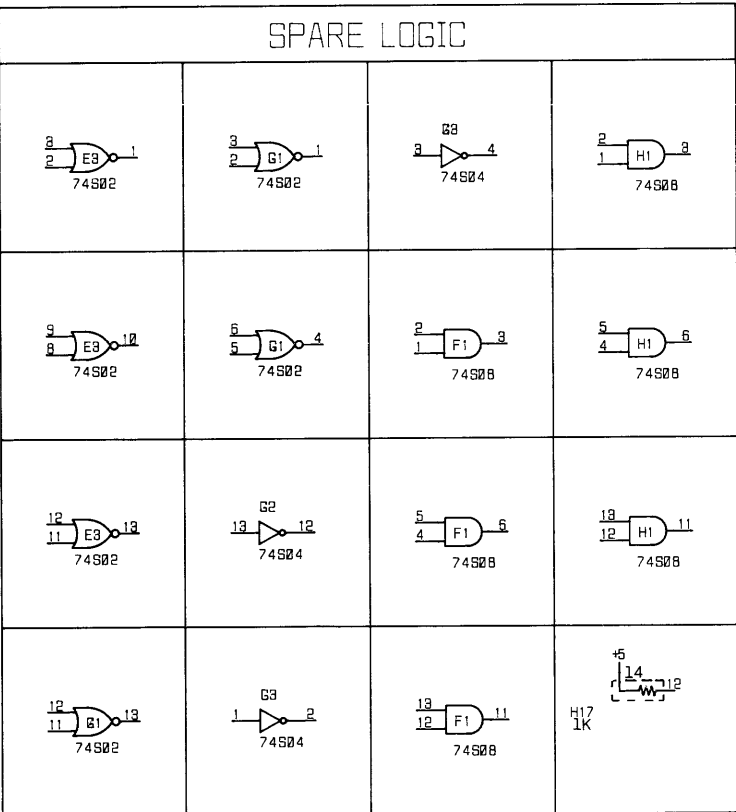 SPARE LOGIC
3 2 E3 1 74S02
3 2 G1 1 74S02
G3 3 4 74S04
2 1 H1 3 74S08
9 8 E3 10 74S02
6 5 G1 4 74S02
2 1 F1 3 74S08
5 4 H1 6 74S08
12 11 E3 13 74S02
G2 13 12 74S04
5 4 F1 6 74S08
13 12 H1 11 74S08
12 11 G1 13 74S02
G3 1 2 74S04
13 12 F1 11 74S08
+5 14 12 H17 1K